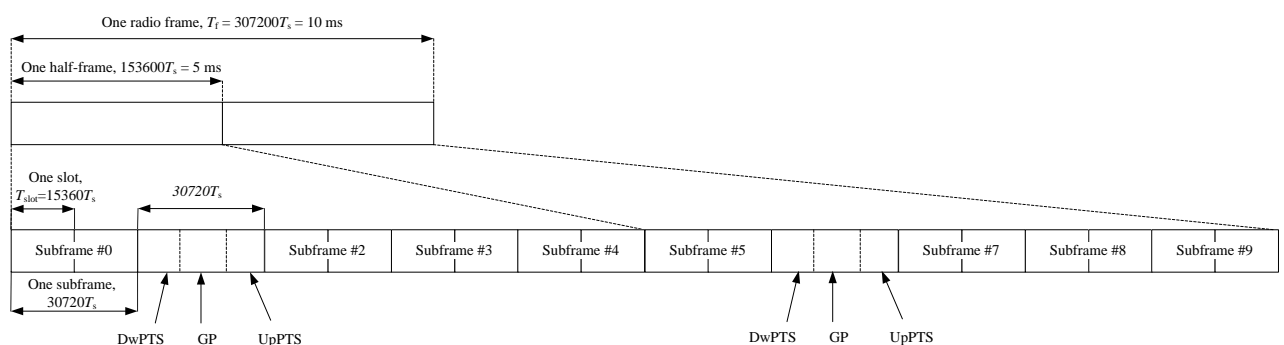 One radio frame, Tf = 307200Ts = 10 ms
One half-frame, 153600Ts = 5 ms
One slot,
Tslot=15360Ts
30720Ts
Subframe #0
Subframe #2
Subframe #3
Subframe #4
Subframe #5
Subframe #7
Subframe #8
Subframe #9
One subframe,
30720Ts
DwPTS
GP
UpPTS
DwPTS
GP
UpPTS